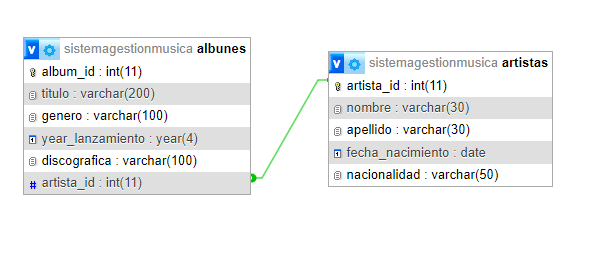 v sistemagestionmusica albunes
album_id : int(11)
titulo : varchar(200)
genero : varchar(100)
year_lanzamiento : year(4)
discografica : varchar(100)
# artista_id : int(11)
v sistemagestionmusica artistas
artista_id : int(11)
nombre : varchar(30)
apellido : varchar(30)
fecha_nacimiento : date
nacionalidad : varchar(50)